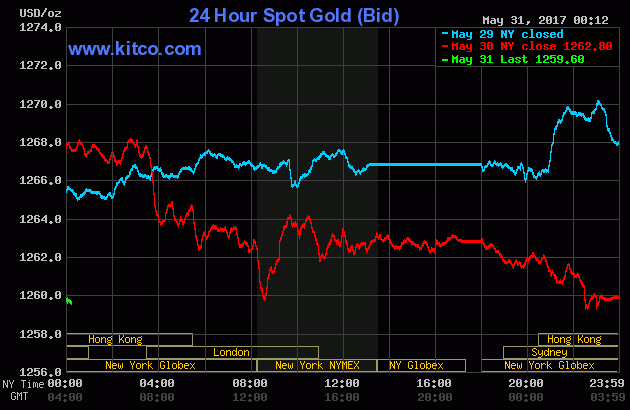 USD/oz 24 Hour Spot Gold (Bid) May 31, 2017 00:12
www.kitco.com
May 29 NY closed
May 30 NY close 1262.80
May 31 Last 1259.60
1274.0
1272.0
1270.0
1268.0
1266.0
1264.0
1262.0
1260.0
1258.0
1256.0
Hong Kong Hong Kong
London Sydney
New York Globex New York NYMEX NY Globex New York Globex
NY Time 00:00 04:00 08:00 12:00 16:00 20:00 23:59
GMT 04:00 08:00 12:00 16:00 20:00 00:00 03:59